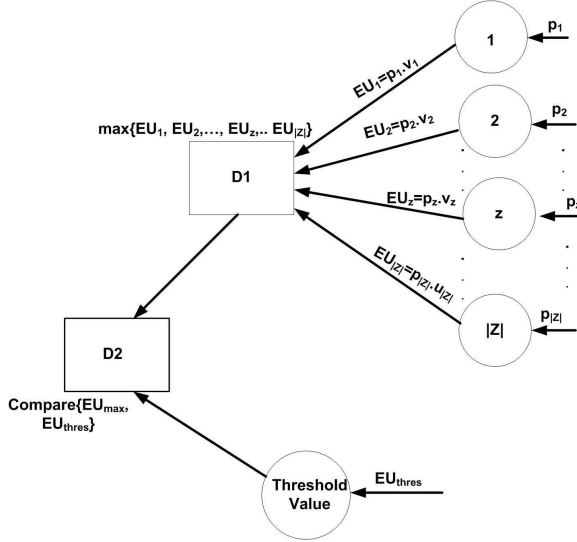 p1
1
EU1=p1.v1
p2
2
EU2=p2.v2
max{EU1, EU2,..., EUz,.. EU|Z|}
D1
z
EUz=pz.vz
EU|Z|=p|Z|.u|Z|
|Z|
p|Z|
D2
Compare{EUmax,
EUthres}
Threshold
Value
EUthres